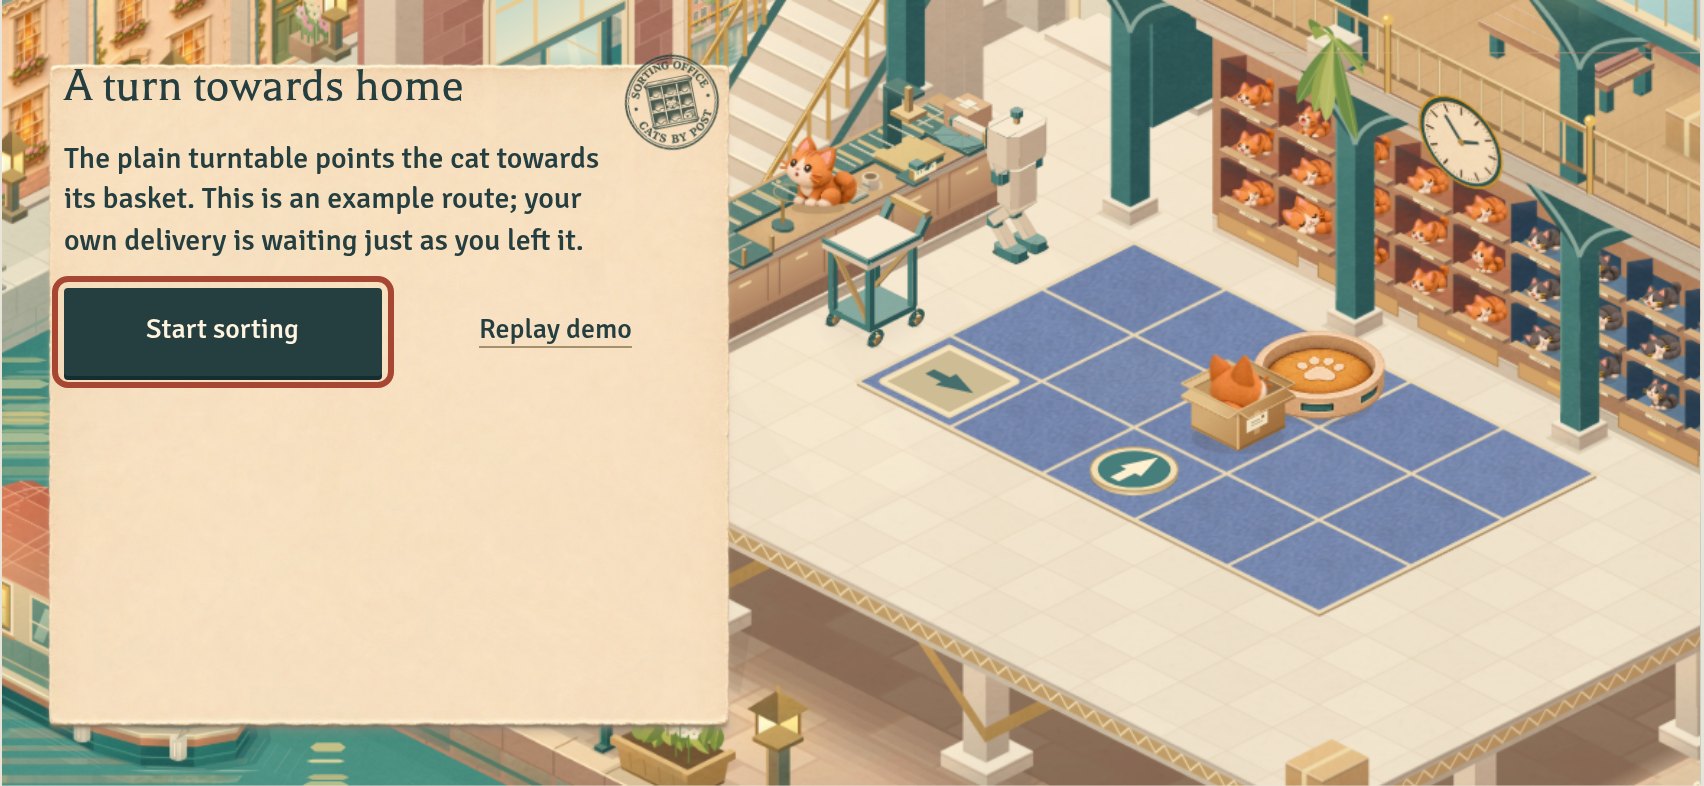 A turn towards home
SORTING OFFICE
CATS BY POST
The plain turntable points the cat towards
its basket. This is an example route; your
own delivery is waiting just as you left it.
Start sorting
Replay demo